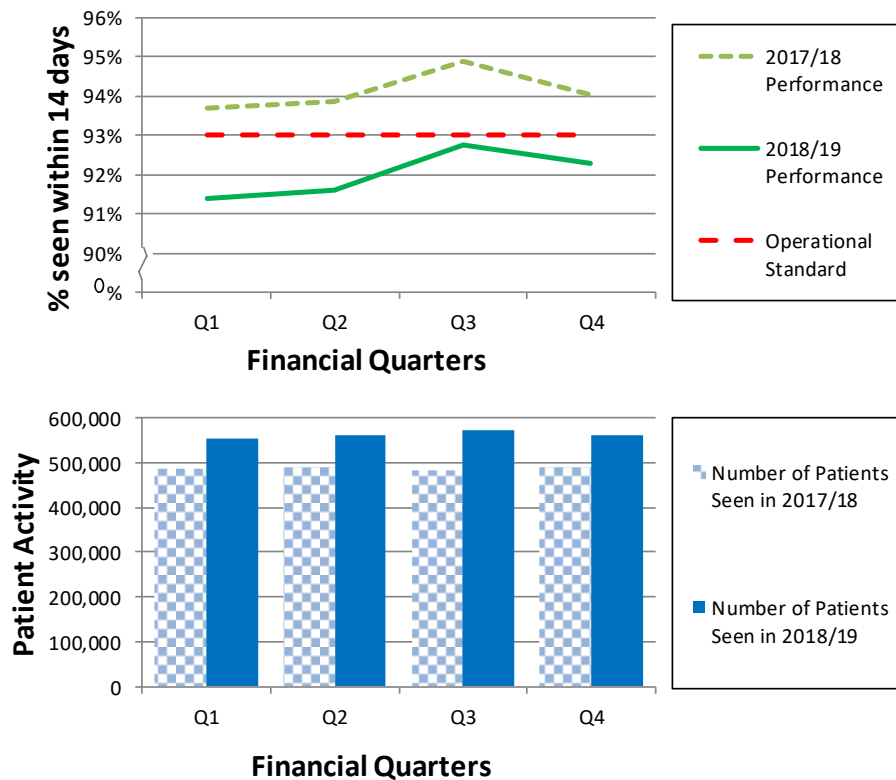 96%
95%
94%
93%
92%
91%
90%
0%
% seen within 14 days
Q1 Q2 Q3 Q4
Financial Quarters
2017/18
Performance
2018/19
Performance
Operational
Standard
600,000
500,000
400,000
300,000
200,000
100,000
0
Patient Activity
Q1 Q2 Q3 Q4
Financial Quarters
Number of Patients
Seen in 2017/18
Number of Patients
Seen in 2018/19